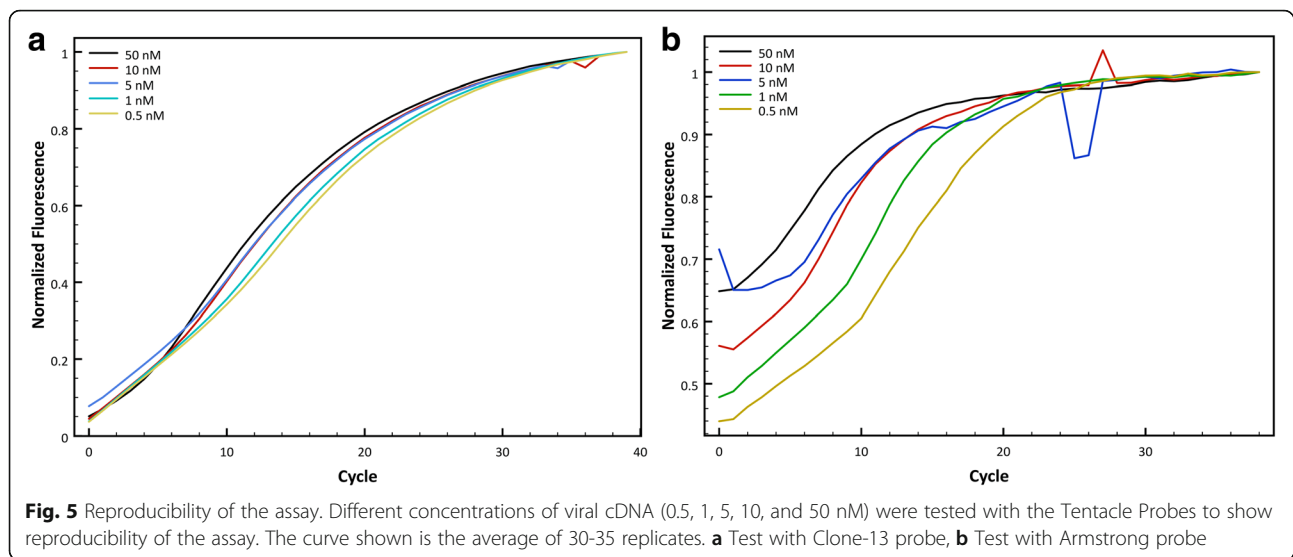 a
50 nM
10 nM
5 nM
1 nM
0.5 nM
1
0.8
0.6
0.4
0.2
0
Normalized Fluorescence
0
10
20
30
40
Cycle
b
50 nM
10 nM
5 nM
1 nM
0.5 nM
1
0.9
0.8
0.7
0.6
0.5
Normalized Fluorescence
0
10
20
30
Cycle
Fig. 5 Reproducibility of the assay. Different concentrations of viral cDNA (0.5, 1, 5, 10, and 50 nM) were tested with the Tentacle Probes to show
reproducibility of the assay. The curve shown is the average of 30-35 replicates. a Test with Clone-13 probe, b Test with Armstrong probe